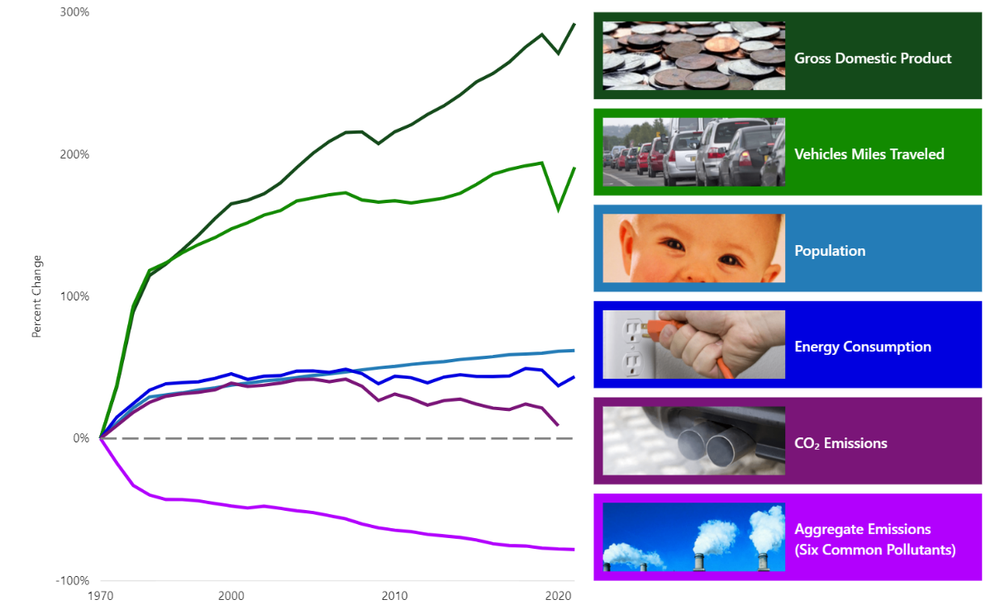 300%
200%
100%
0%
-100%
Percent Change
1970
2000
2010
2020
Gross Domestic Product
Vehicles Miles Traveled
Population
Energy Consumption
CO₂ Emissions
Aggregate Emissions
(Six Common Pollutants)